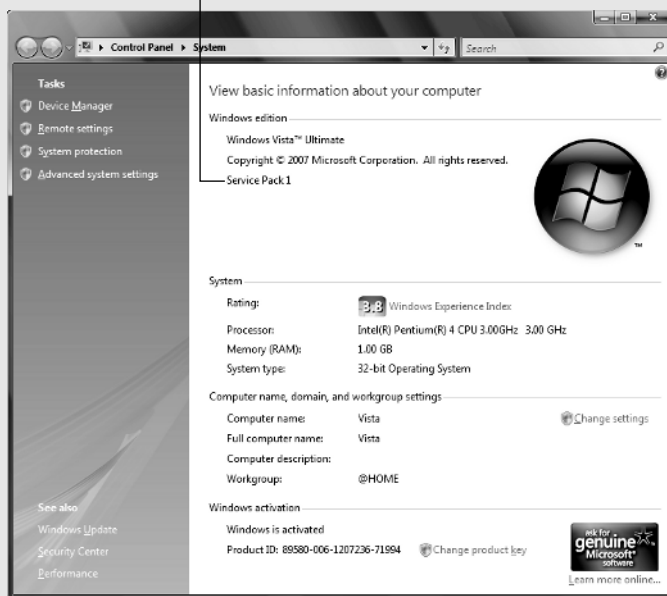 Control Panel ▸ System
Search
Tasks
Device Manager
Remote settings
System protection
Advanced system settings
See also
Windows Update
Security Center
Performance
View basic information about your computer
Windows edition
Windows Vista™ Ultimate
Copyright © 2007 Microsoft Corporation. All rights reserved.
Service Pack 1
TM
System
Rating: 3.8 Windows Experience Index
Processor: Intel(R) Pentium(R) 4 CPU 3.00GHz 3.00 GHz
Memory (RAM): 1.00 GB
System type: 32-bit Operating System
Computer name, domain, and workgroup settings
Computer name: Vista
Change settings
Full computer name: Vista
Computer description:
Workgroup: @HOME
Windows activation
Windows is activated
Product ID: 89580-006-1207236-71994
Change product key
ask for
genuine
Microsoft®
software
Learn more online...